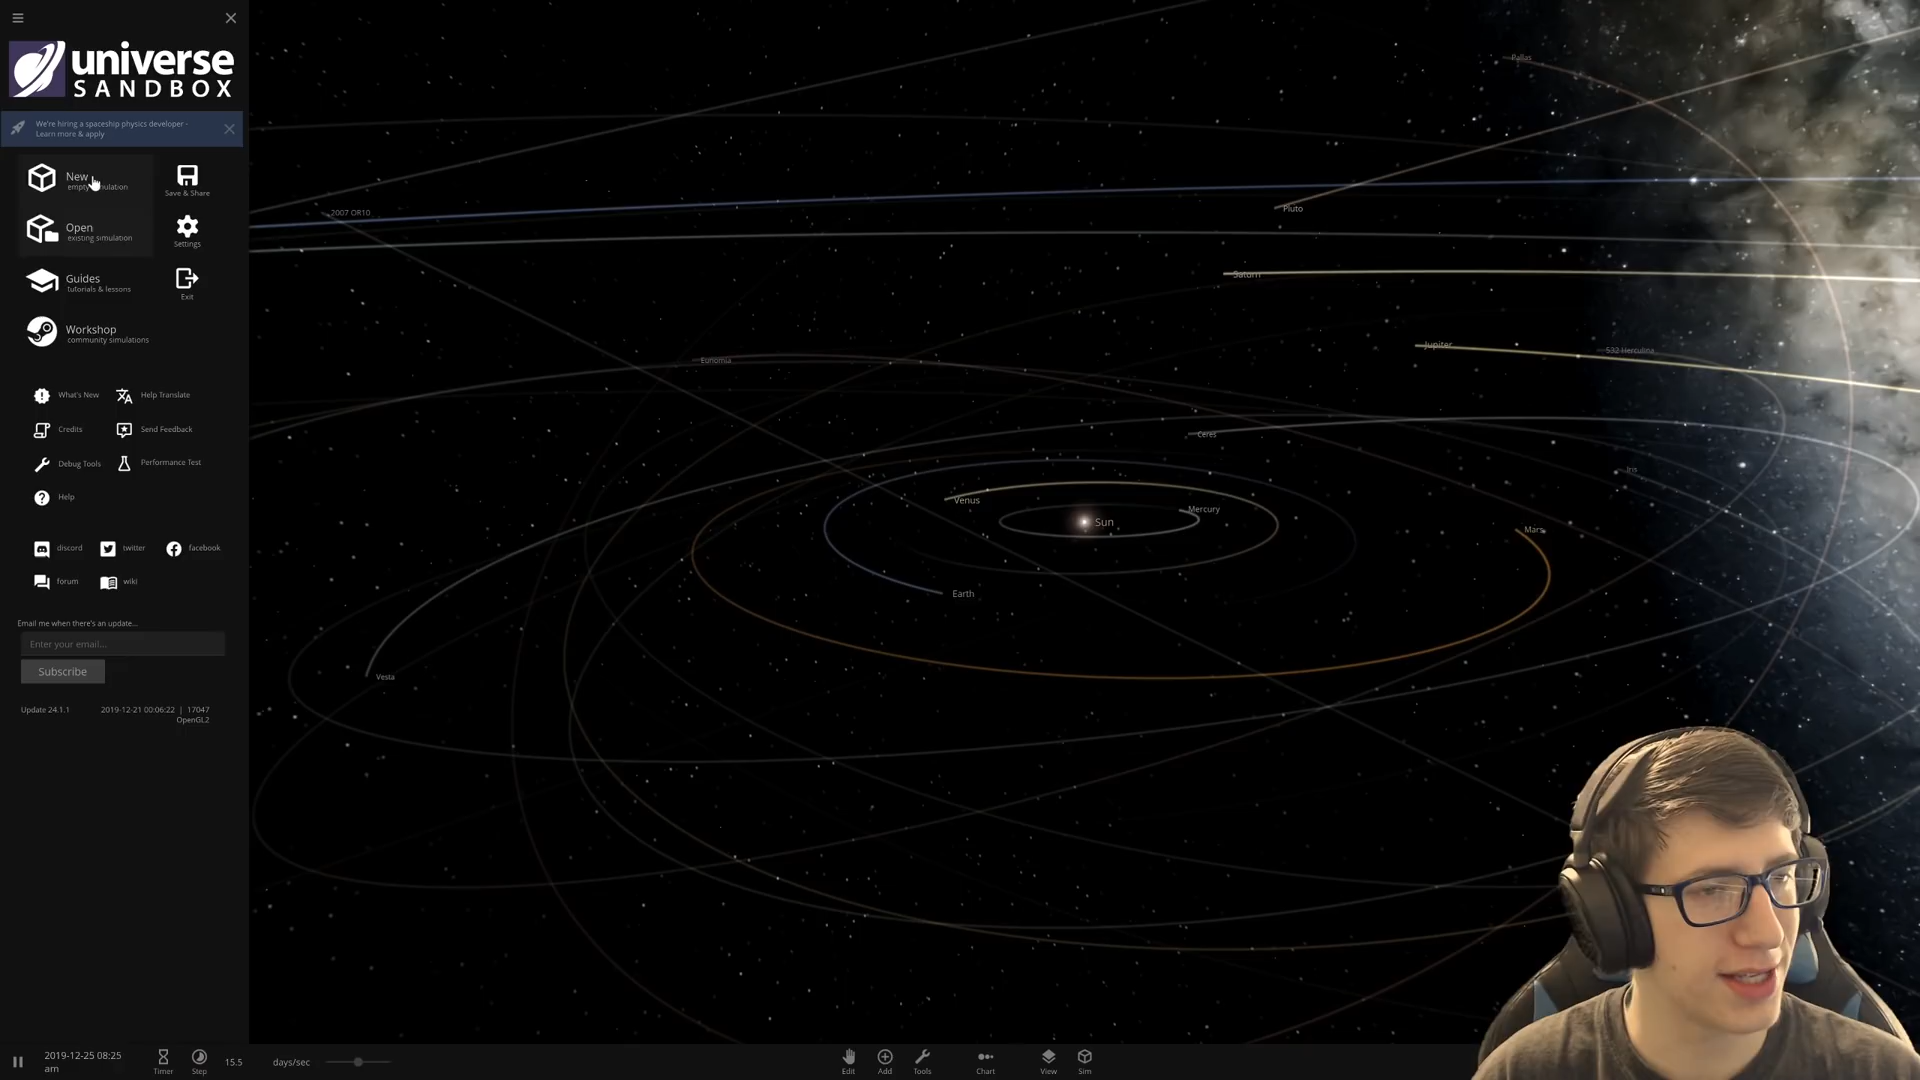 universe
SANDBOX
We're hiring a spaceship physics developer -
Learn more & apply
New
Save & Share
Open
existing simulation
Settings
Guides
tutorials & lessons
Exit
Workshop
community simulations
What's New
Help Translate
Credits
Send Feedback
Debug Tools
Performance Test
Help
discord
twitter
facebook
forum
wiki
Email me when there's an update...
Enter your email...
Subscribe
Update 24.1.1
2019-12-21 00:06:22 | 17047
OpenGL2
Pallas
2007 OR10
Pluto
Saturn
Jupiter
532 Herculina
Eunomia
Ceres
Iris
Venus
Mercury
Sun
Mars
Earth
Vesta
2019-12-25 08:25
am
Timer
Step
15.5
days/sec
Edit
Add
Tools
Chart
View
Sim